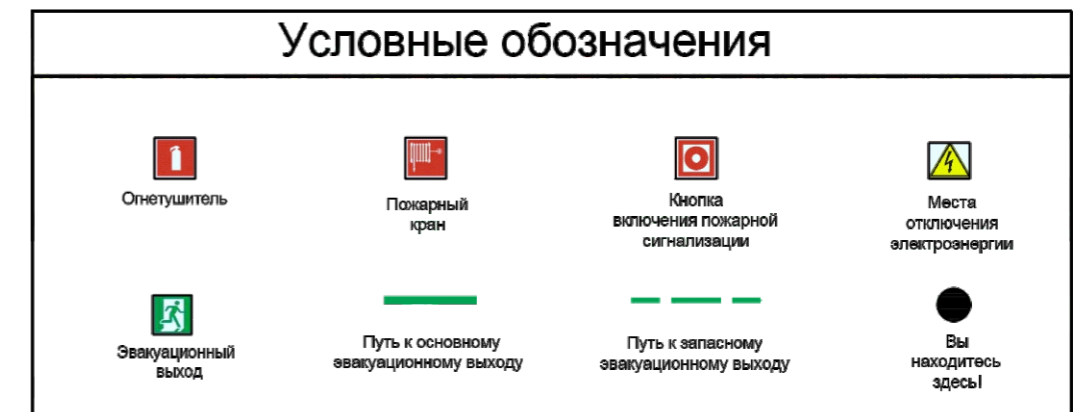 Условные обозначения
Огнетушитель
Пожарный
кран
Кнопка
включения пожарной
сигнализации
Места
отключения
электроэнергии
Эвакуационный
выход
Путь к основному
эвакуационному выходу
Путь к запасному
эвакуационному выходу
Вы
находитесь
здесь!